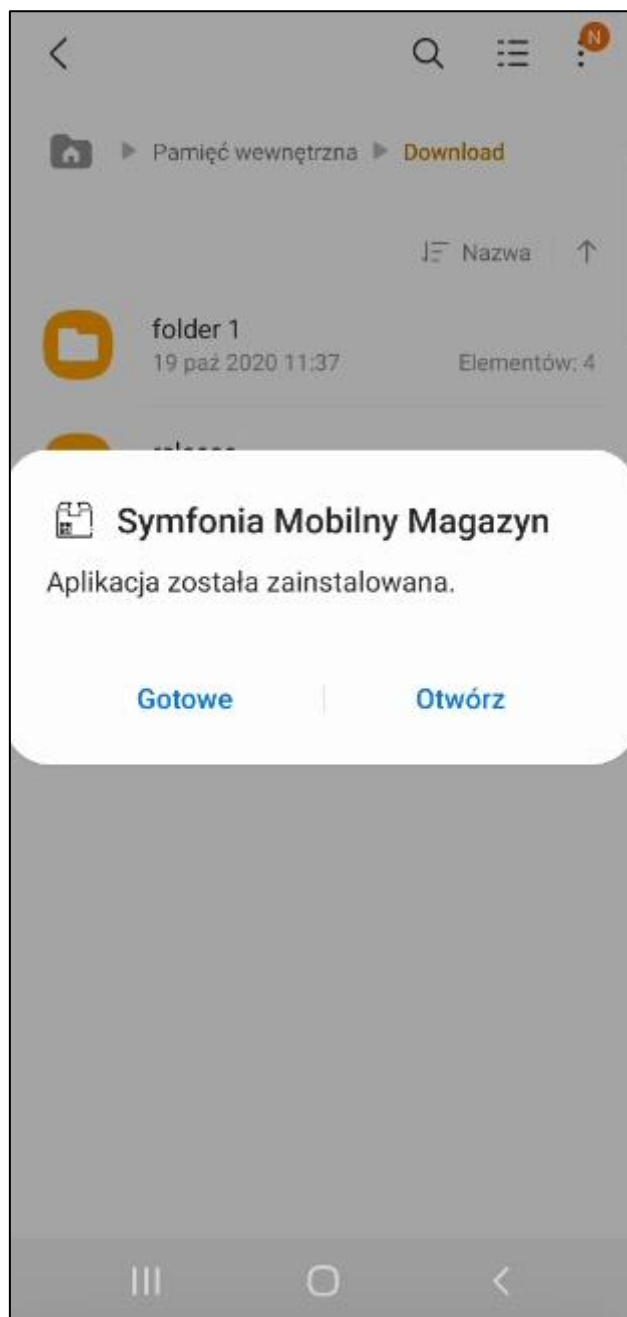 N
Pamięć wewnętrzna Download
Nazwa
folder 1
19 paź 2020 11:37 Elementów: 4
Symfonia Mobilny Magazyn
Aplikacja została zainstalowana.
Gotowe Otwórz